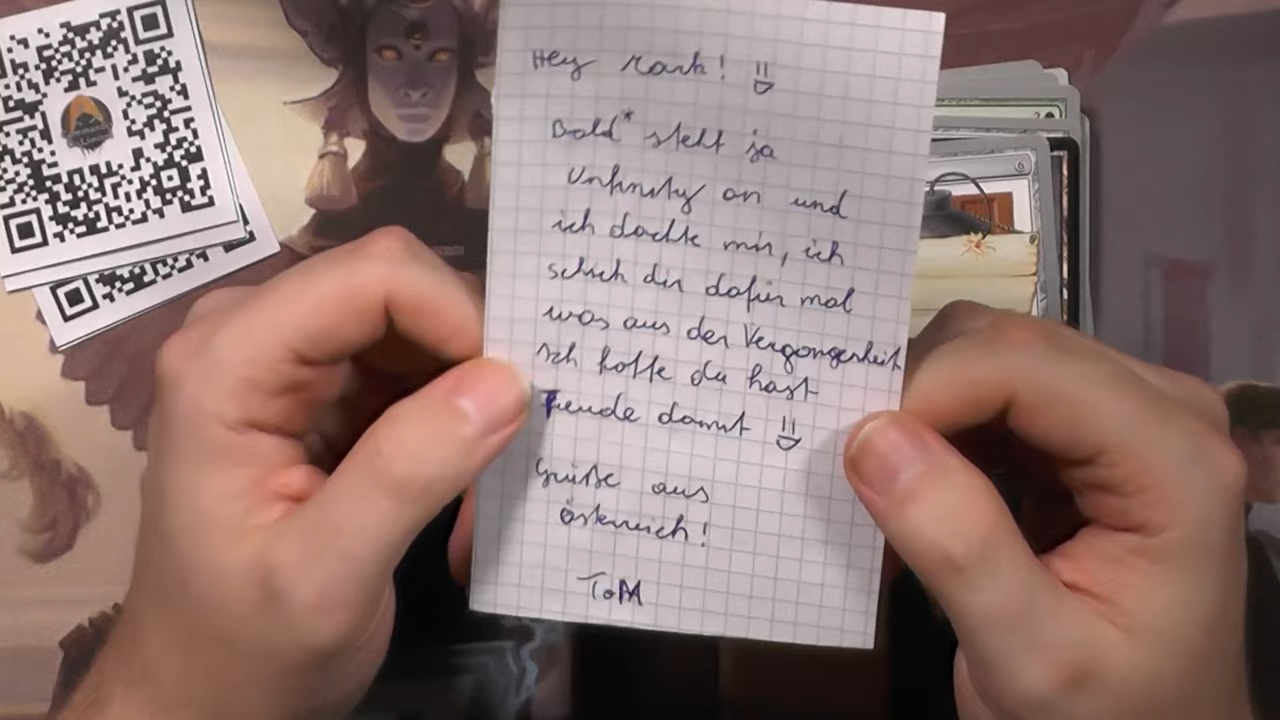 Hey Mark!
Bald* steht ja
Unfinity an und
ich dachte mir, ich
schick dir dafür mal
was aus der Vergangenheit
Ich hoffe du hast
Freude damit
Grüße aus
Österreich!
TOM
6